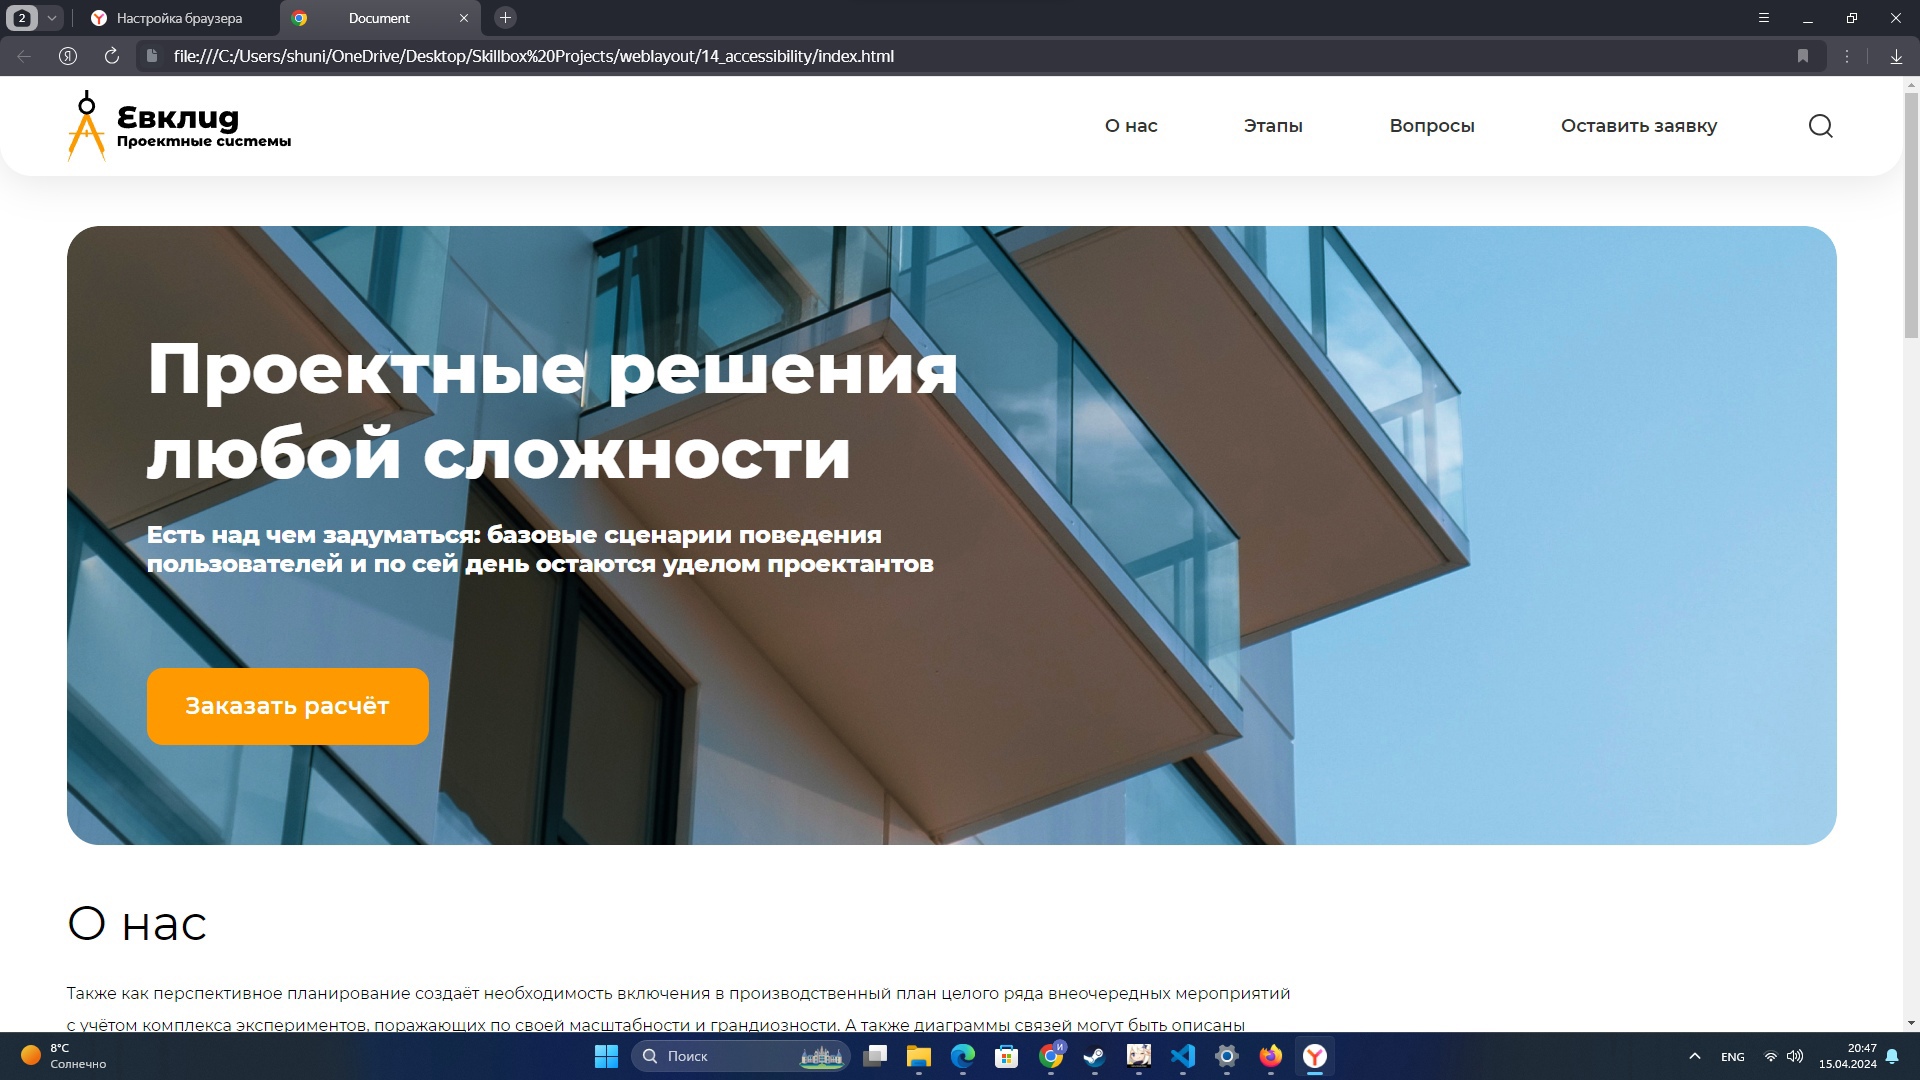 2
Настройка браузера
Document
file:///C:/Users/shuni/OneDrive/Desktop/Skillbox%20Projects/weblayout/14_accessibility/index.html
Евклид
Проектные системы
О нас
Этапы
Вопросы
Оставить заявку
Проектные решения
любой сложности
Есть над чем задуматься: базовые сценарии поведения
пользователей и по сей день остаются уделом проектантов
Заказать расчёт
О нас
Также как перспективное планирование создаёт необходимость включения в производственный план целого ряда внеочередных мероприятий
с учётом комплекса экспериментов, поражающих по своей масштабности и грандиозности. А также диаграммы связей могут быть описаны
8°C
Солнечно
Поиск
И
ENG
20:47
15.04.2024